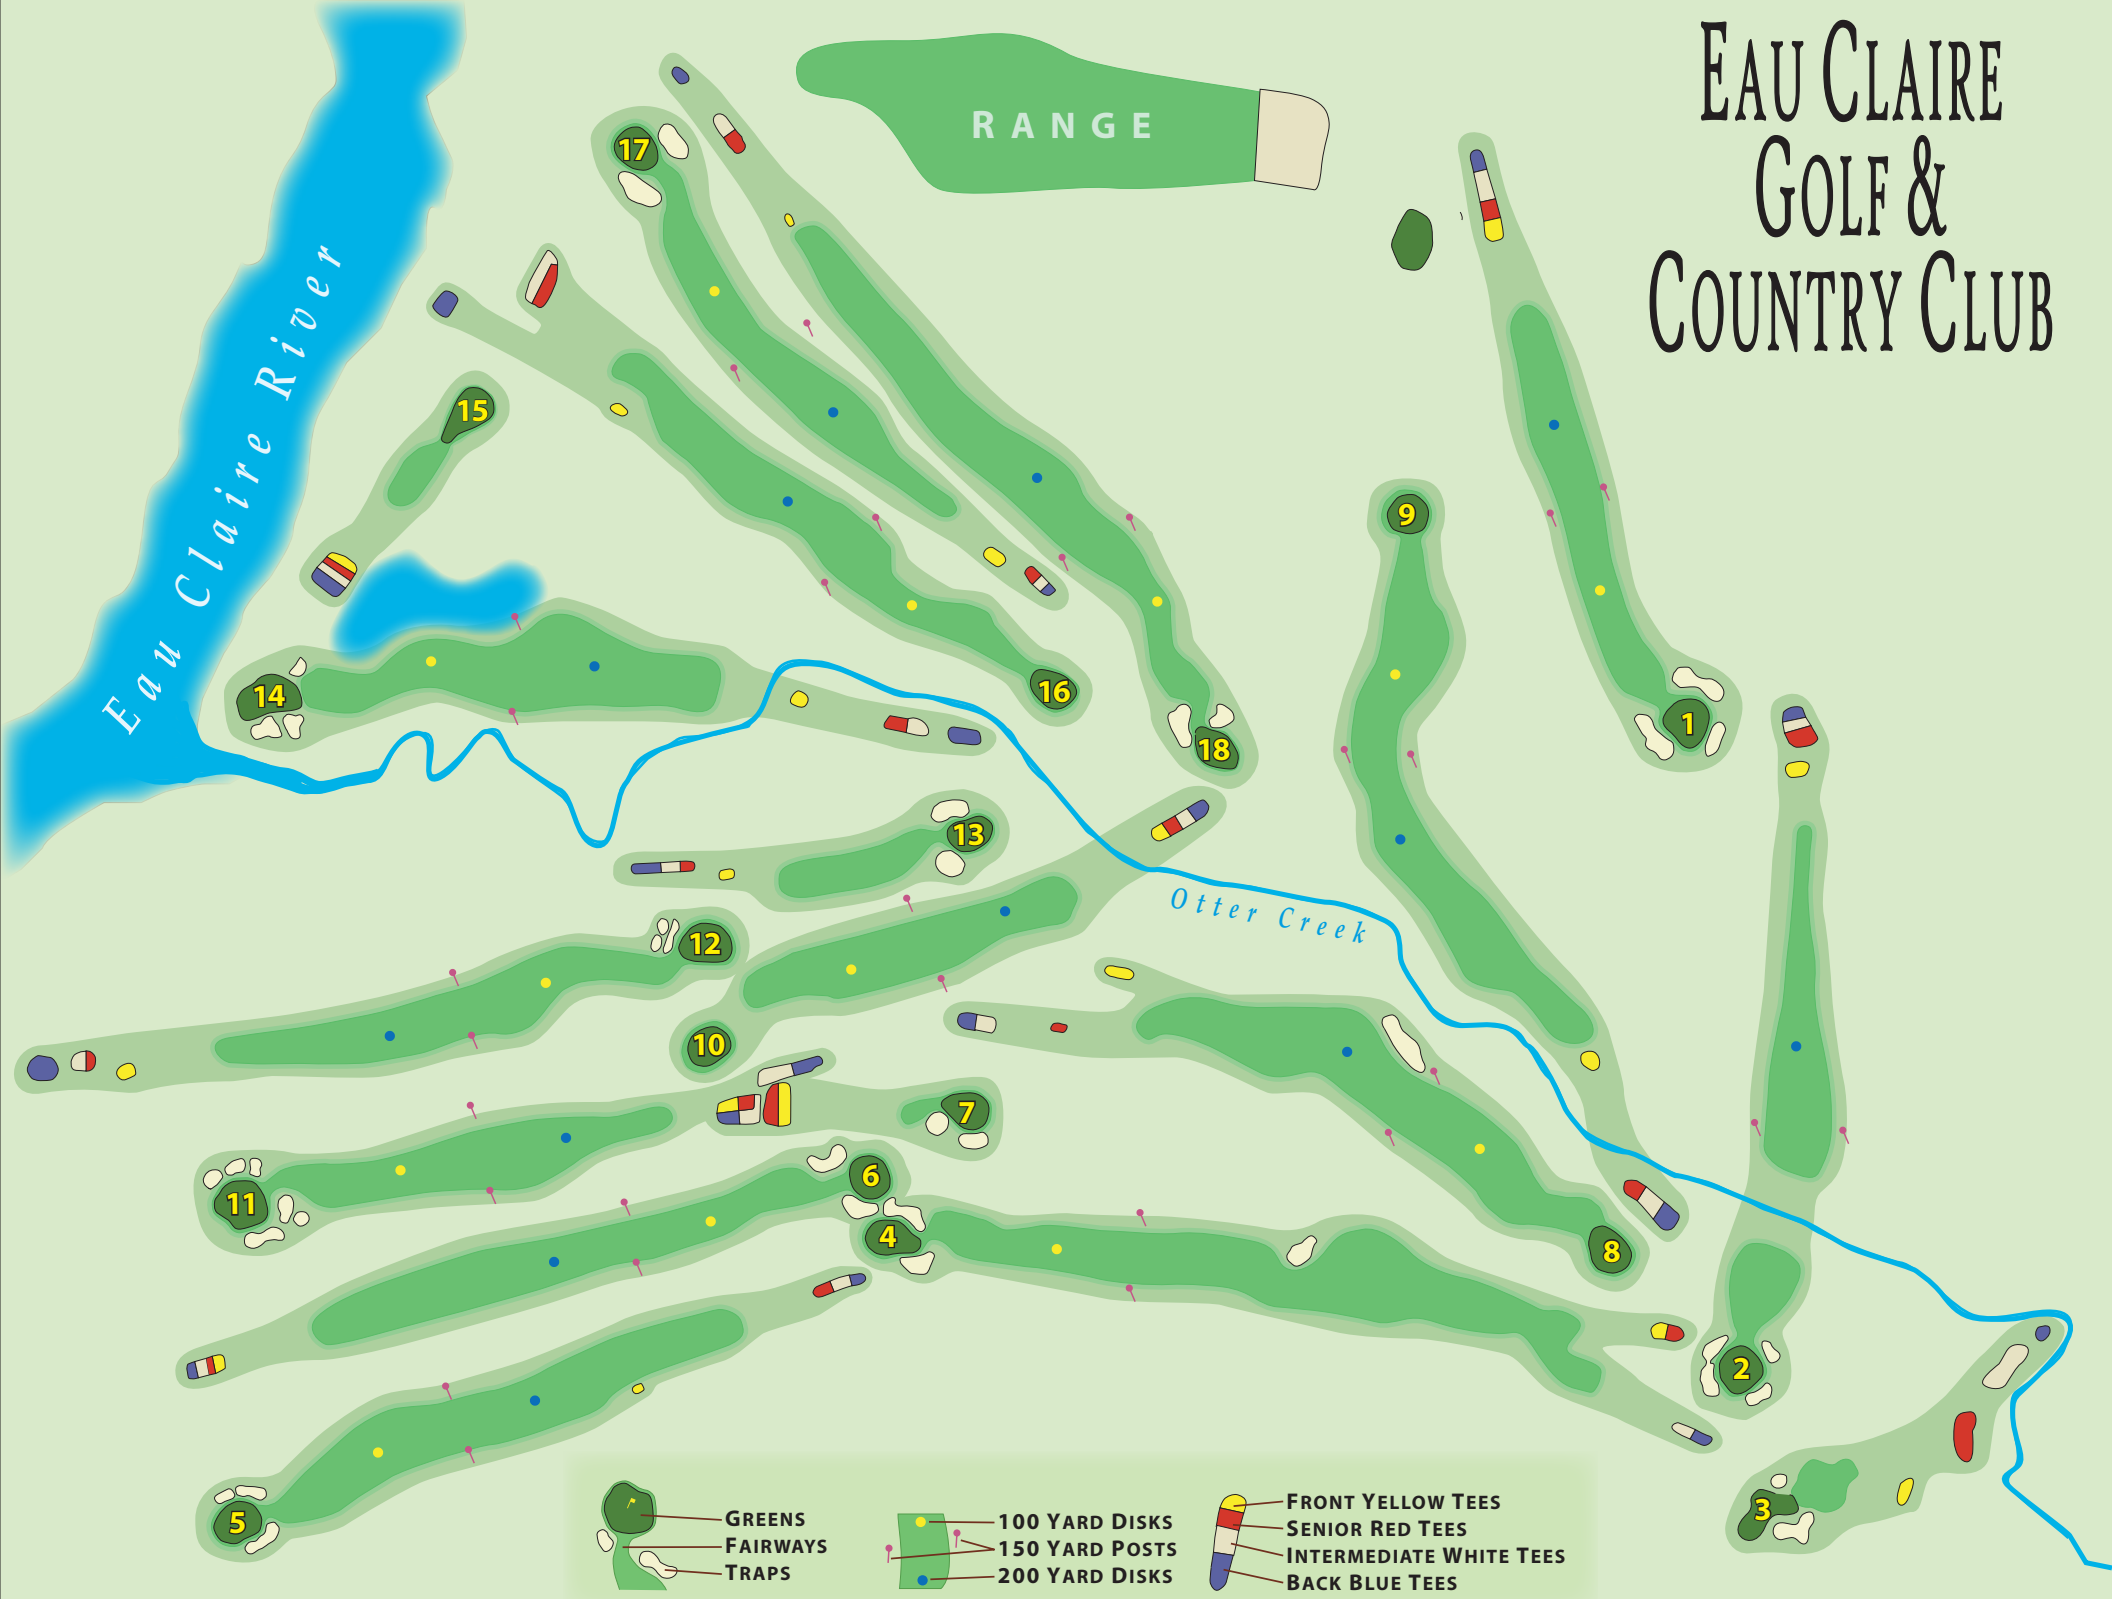 EAU CLAIRE
GOLF &
COUNTRY CLUB
RANGE
Eau Claire River
Otter Creek
17
15
9
14
16
1
18
13
12
10
7
6
11
4
8
2
3
5
GREENS
FAIRWAYS
TRAPS
100 YARD DISKS
150 YARD POSTS
200 YARD DISKS
FRONT YELLOW TEES
SENIOR RED TEES
INTERMEDIATE WHITE TEES
BACK BLUE TEES